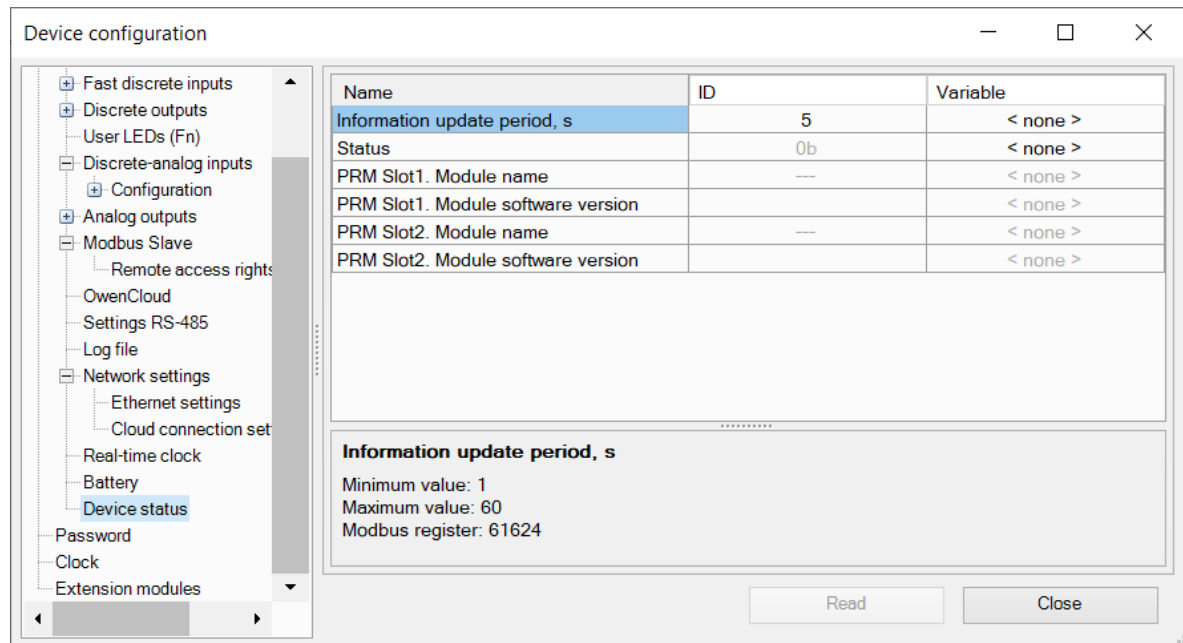 Device configuration
Fast discrete inputs
Discrete outputs
User LEDs (Fn)
Discrete-analog inputs
Configuration
Analog outputs
Modbus Slave
Remote access rights
OwenCloud
Settings RS-485
Log file
Network settings
Ethernet settings
Cloud connection set
Real-time clock
Battery
Device status
Password
Clock
Extension modules
Name ID Variable
Information update period, s 5 < none >
Status 0b < none >
PRM Slot1. Module name --- < none >
PRM Slot1. Module software version < none >
PRM Slot2. Module name --- < none >
PRM Slot2. Module software version < none >
Information update period, s
Minimum value: 1
Maximum value: 60
Modbus register: 61624
Read Close